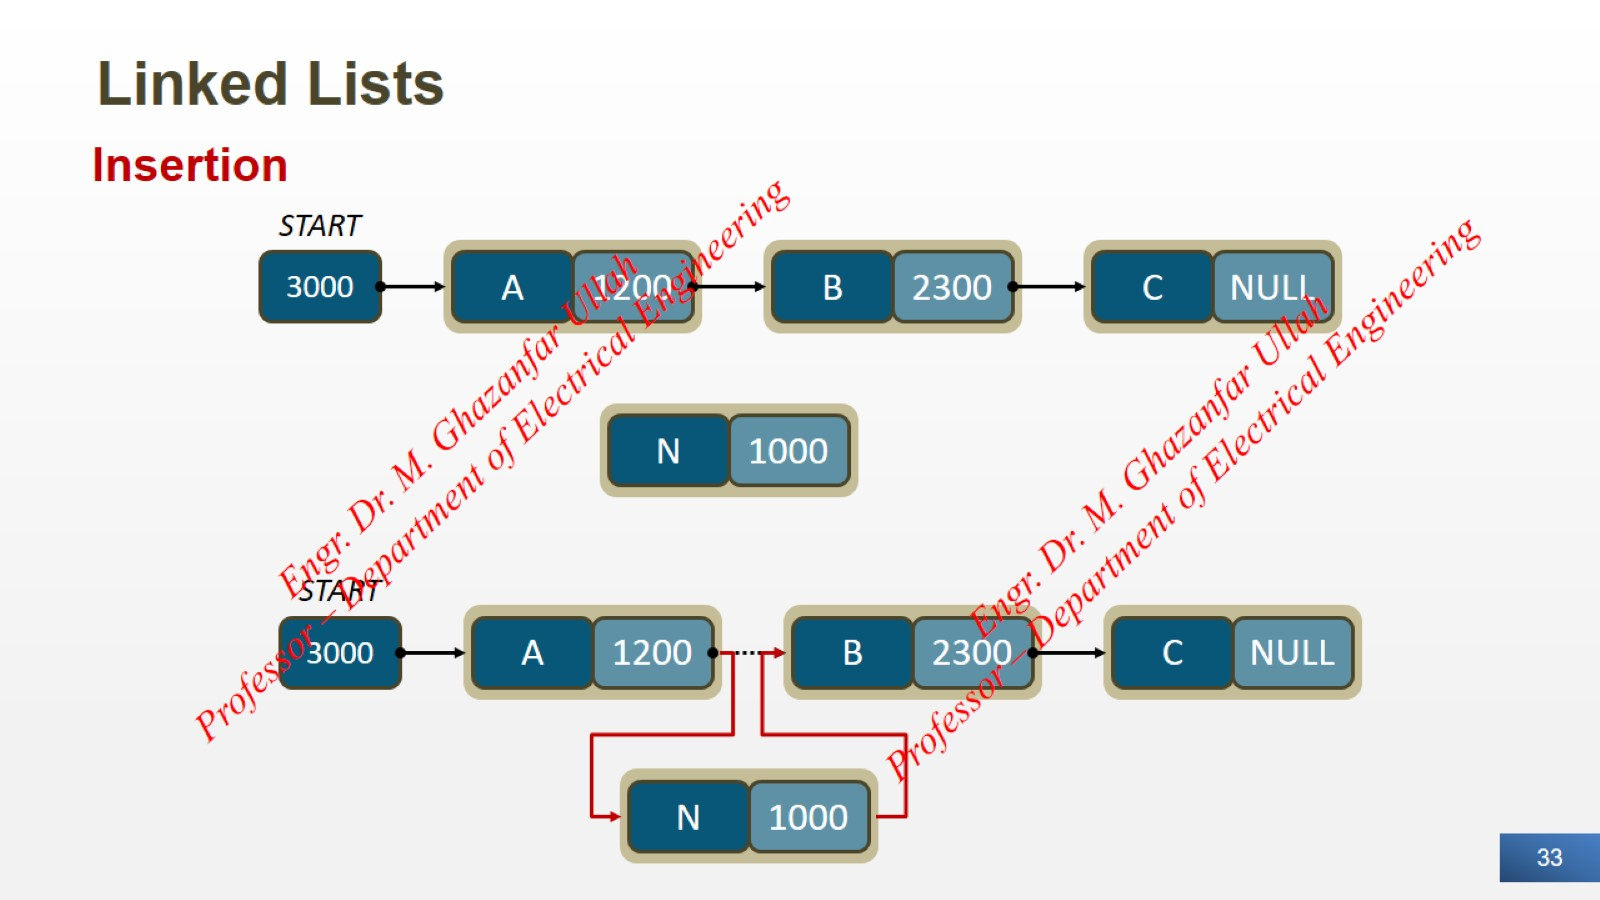 Linked Lists
Insertion
START
3000 A 1200 B 2300 C NULL
N 1000
Engr. Dr. M. Ghazanfar Ullah
Professor – Department of Electrical Engineering
Engr. Dr. M. Ghazanfar Ullah
Professor – Department of Electrical Engineering
START
3000 A 1200 B 2300 C NULL
N 1000
33